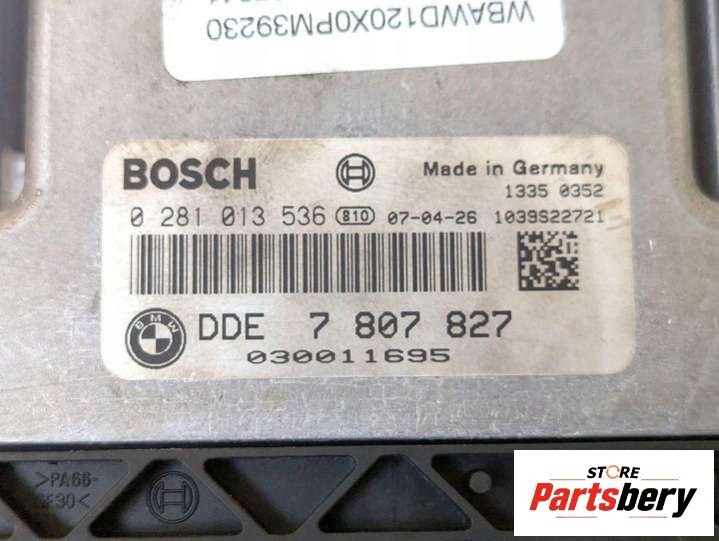 WBAWD120X0PM39230
BOSCH
Made in Germany
1335 0352
0 281 013 536 810 07-04-26 1039S22721
BMW
DDE 7 807 827
030011695
>PA66-
STORE
Partsbery